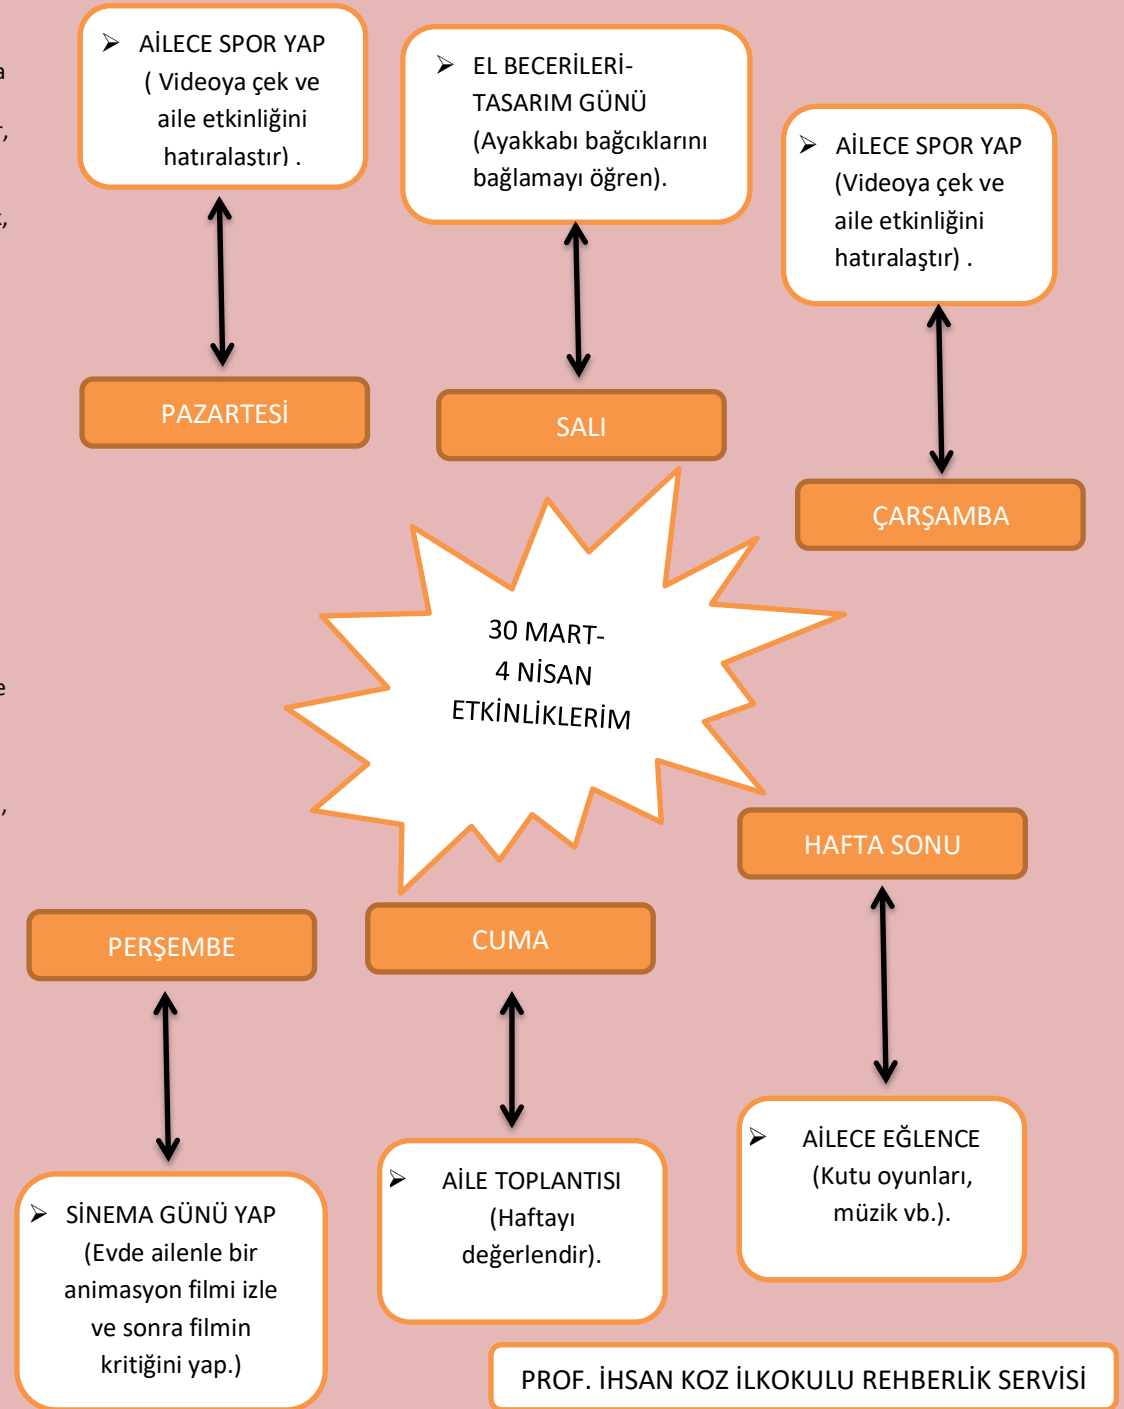 AİLECE SPOR YAP
( Videoya çek ve
aile etkinliğini
hatıralaştır) .
EL BECERİLERİ-
TASARIM GÜNÜ
(Ayakkabı bağcıklarını
bağlamayı öğren).
AİLECE SPOR YAP
(Videoya çek ve
aile etkinliğini
hatıralaştır) .
PAZARTESİ
SALI
ÇARŞAMBA
30 MART-
4 NİSAN
ETKİNLİKLERİM
HAFTA SONU
PERŞEMBE
CUMA
SİNEMA GÜNÜ YAP
(Evde ailenle bir
animasyon filmi izle
ve sonra filmin
kritiğini yap.)
AİLE TOPLANTISI
(Haftayı
değerlendir).
AİLECE EĞLENCE
(Kutu oyunları,
müzik vb.).
PROF. İHSAN KOZ İLKOKULU REHBERLİK SERVİSİ